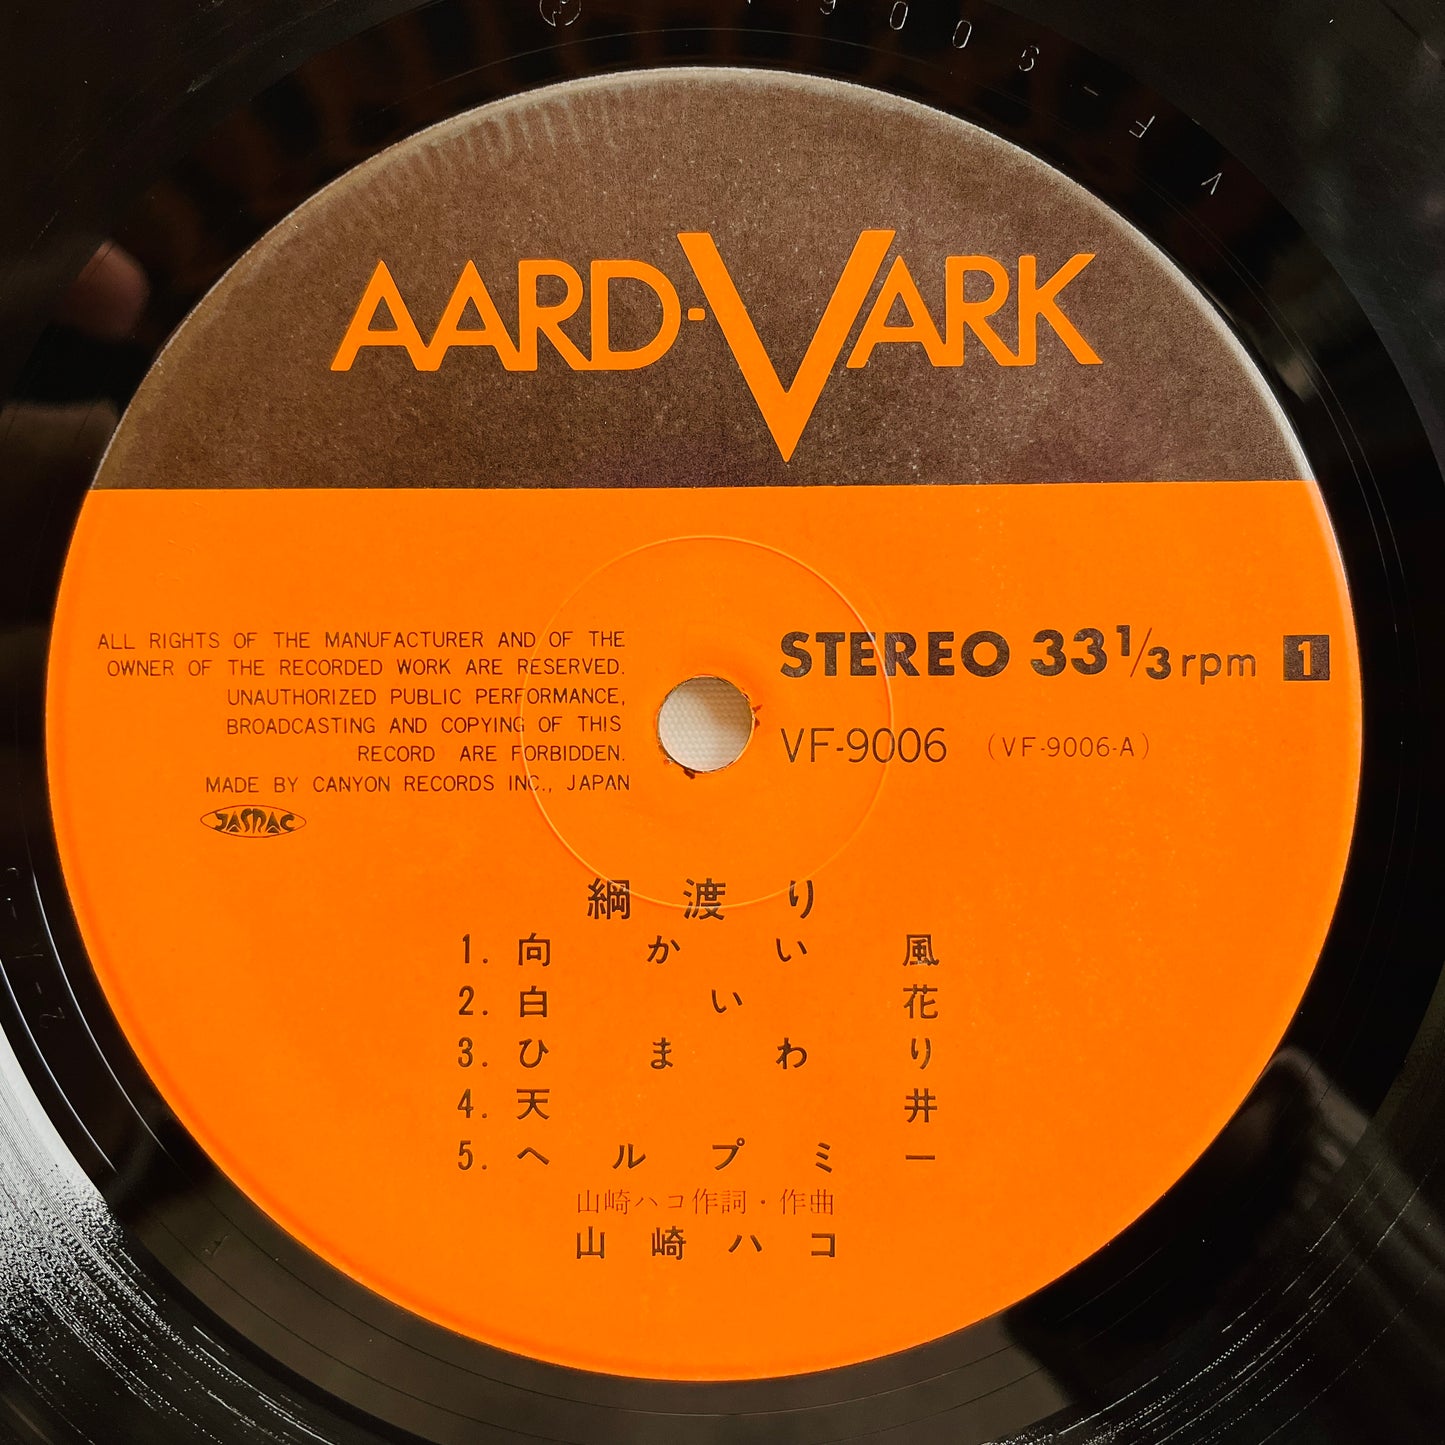 VF-9006
AARD-VARK
ALL RIGHTS OF THE MANUFACTURER AND OF THE
OWNER OF THE RECORDED WORK ARE RESERVED.
UNAUTHORIZED PUBLIC PERFORMANCE,
BROADCASTING AND COPYING OF THIS
RECORD ARE FORBIDDEN.
MADE BY CANYON RECORDS INC., JAPAN
JASRAC
STEREO 33 1/3 rpm 1
VF-9006 (VF-9006-A)
綱渡り
1. 向かい風
2. 白い花
3. ひまわり
4. 天井
5. ヘルプミー
山崎ハコ作詞・作曲
山崎ハコ